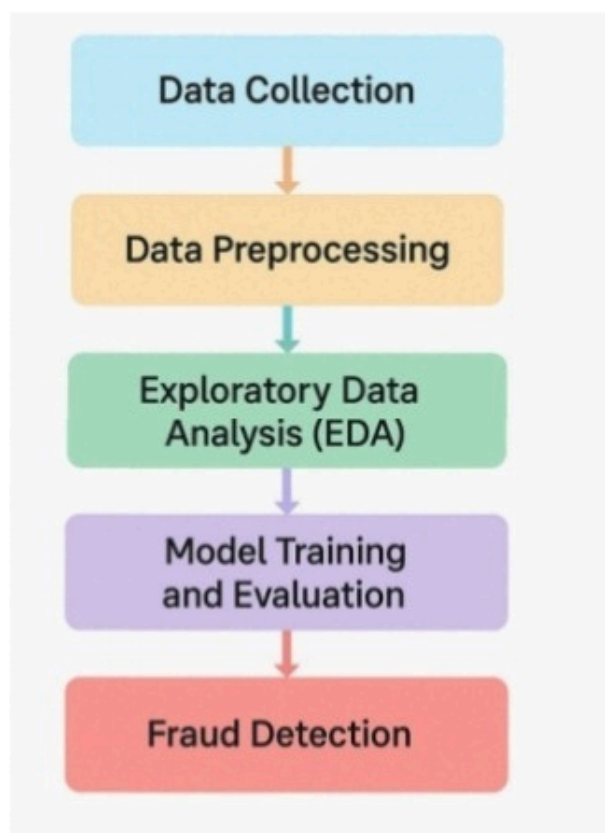 Data Collection
Data Preprocessing
Exploratory Data
Analysis (EDA)
Model Training
and Evaluation
Fraud Detection